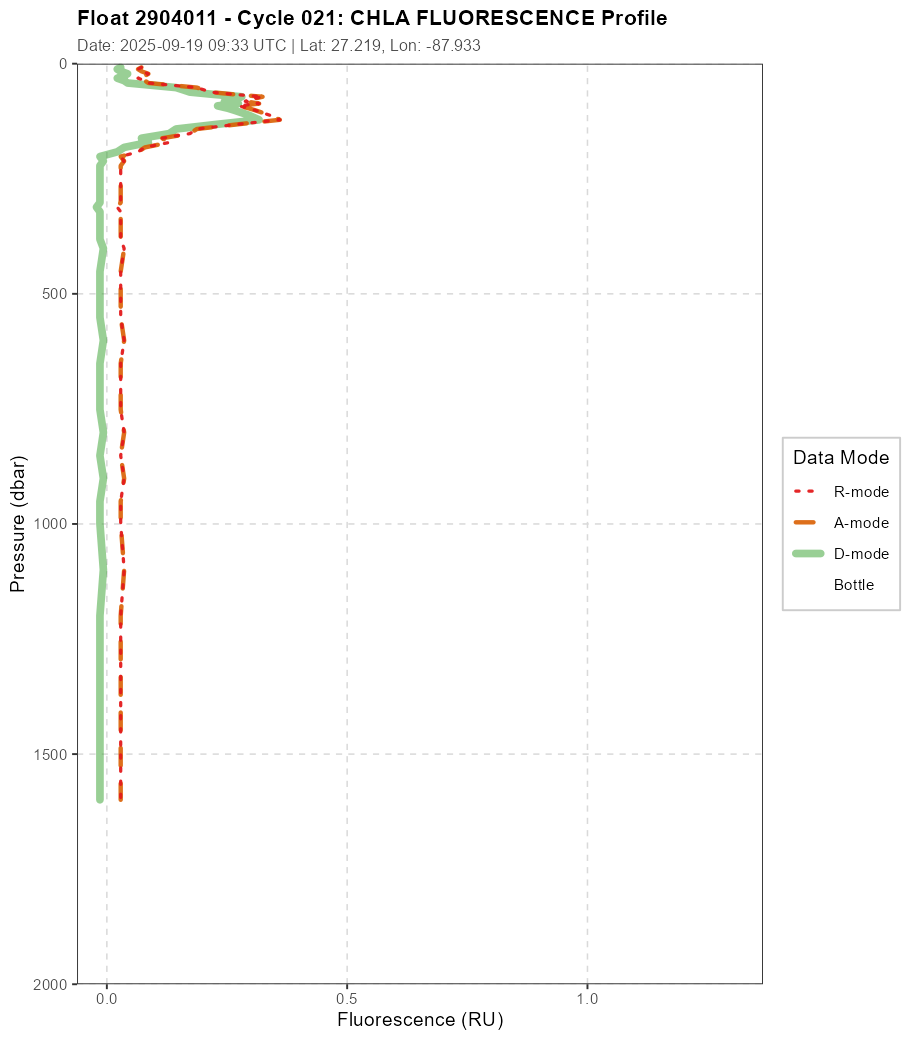 Float 2904011 - Cycle 021: CHLA FLUORESCENCE Profile
Date: 2025-09-19 09:33 UTC | Lat: 27.219, Lon: -87.933
0
500
1000
1500
2000
Pressure (dbar)
0.0 0.5 1.0
Fluorescence (RU)
Data Mode
R-mode
A-mode
D-mode
Bottle